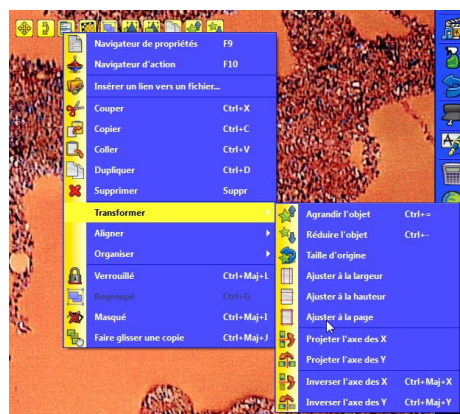 Navigateur de propriétés F9
Navigateur d'action F10
Insérer un lien vers un fichier...
Couper Ctrl+X
Copier Ctrl+C
Coller Ctrl+V
Dupliquer Ctrl+D
Supprimer Suppr
Transformer
Aligner
Organiser
Verrouillé Ctrl+Maj+L
Regroupé Ctrl+G
Masqué Ctrl+Maj+I
Faire glisser une copie Ctrl+Maj+J
Agrandir l'objet Ctrl+=
Réduire l'objet Ctrl+-
Taille d'origine
Ajuster à la largeur
Ajuster à la hauteur
Ajuster à la page
Projeter l'axe des X
Projeter l'axe des Y
Inverser l'axe des X Ctrl+Maj+X
Inverser l'axe des Y Ctrl+Maj+Y